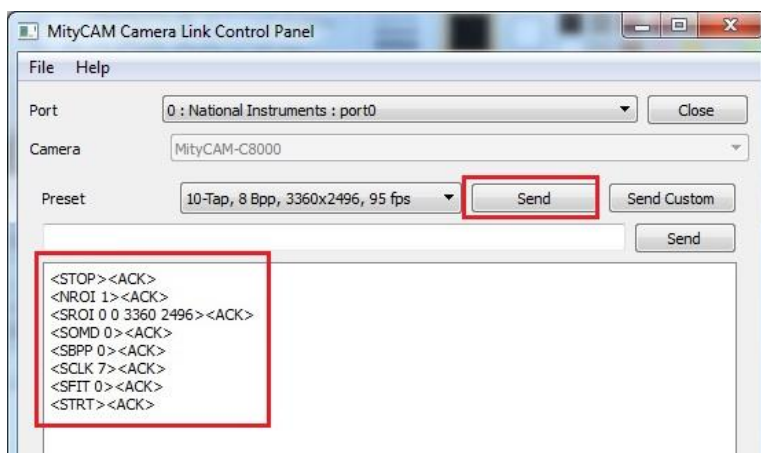 MityCAM Camera Link Control Panel
File Help
Port 0 : National Instruments : port0 Close
Camera MityCAM-C8000
Preset 10-Tap, 8 Bpp, 3360x2496, 95 fps Send Send Custom
Send
<STOP><ACK>
<NROI 1><ACK>
<SROI 0 0 3360 2496><ACK>
<SOMD 0><ACK>
<SBPP 0><ACK>
<SCLK 7><ACK>
<SFIT 0><ACK>
<STRT><ACK>